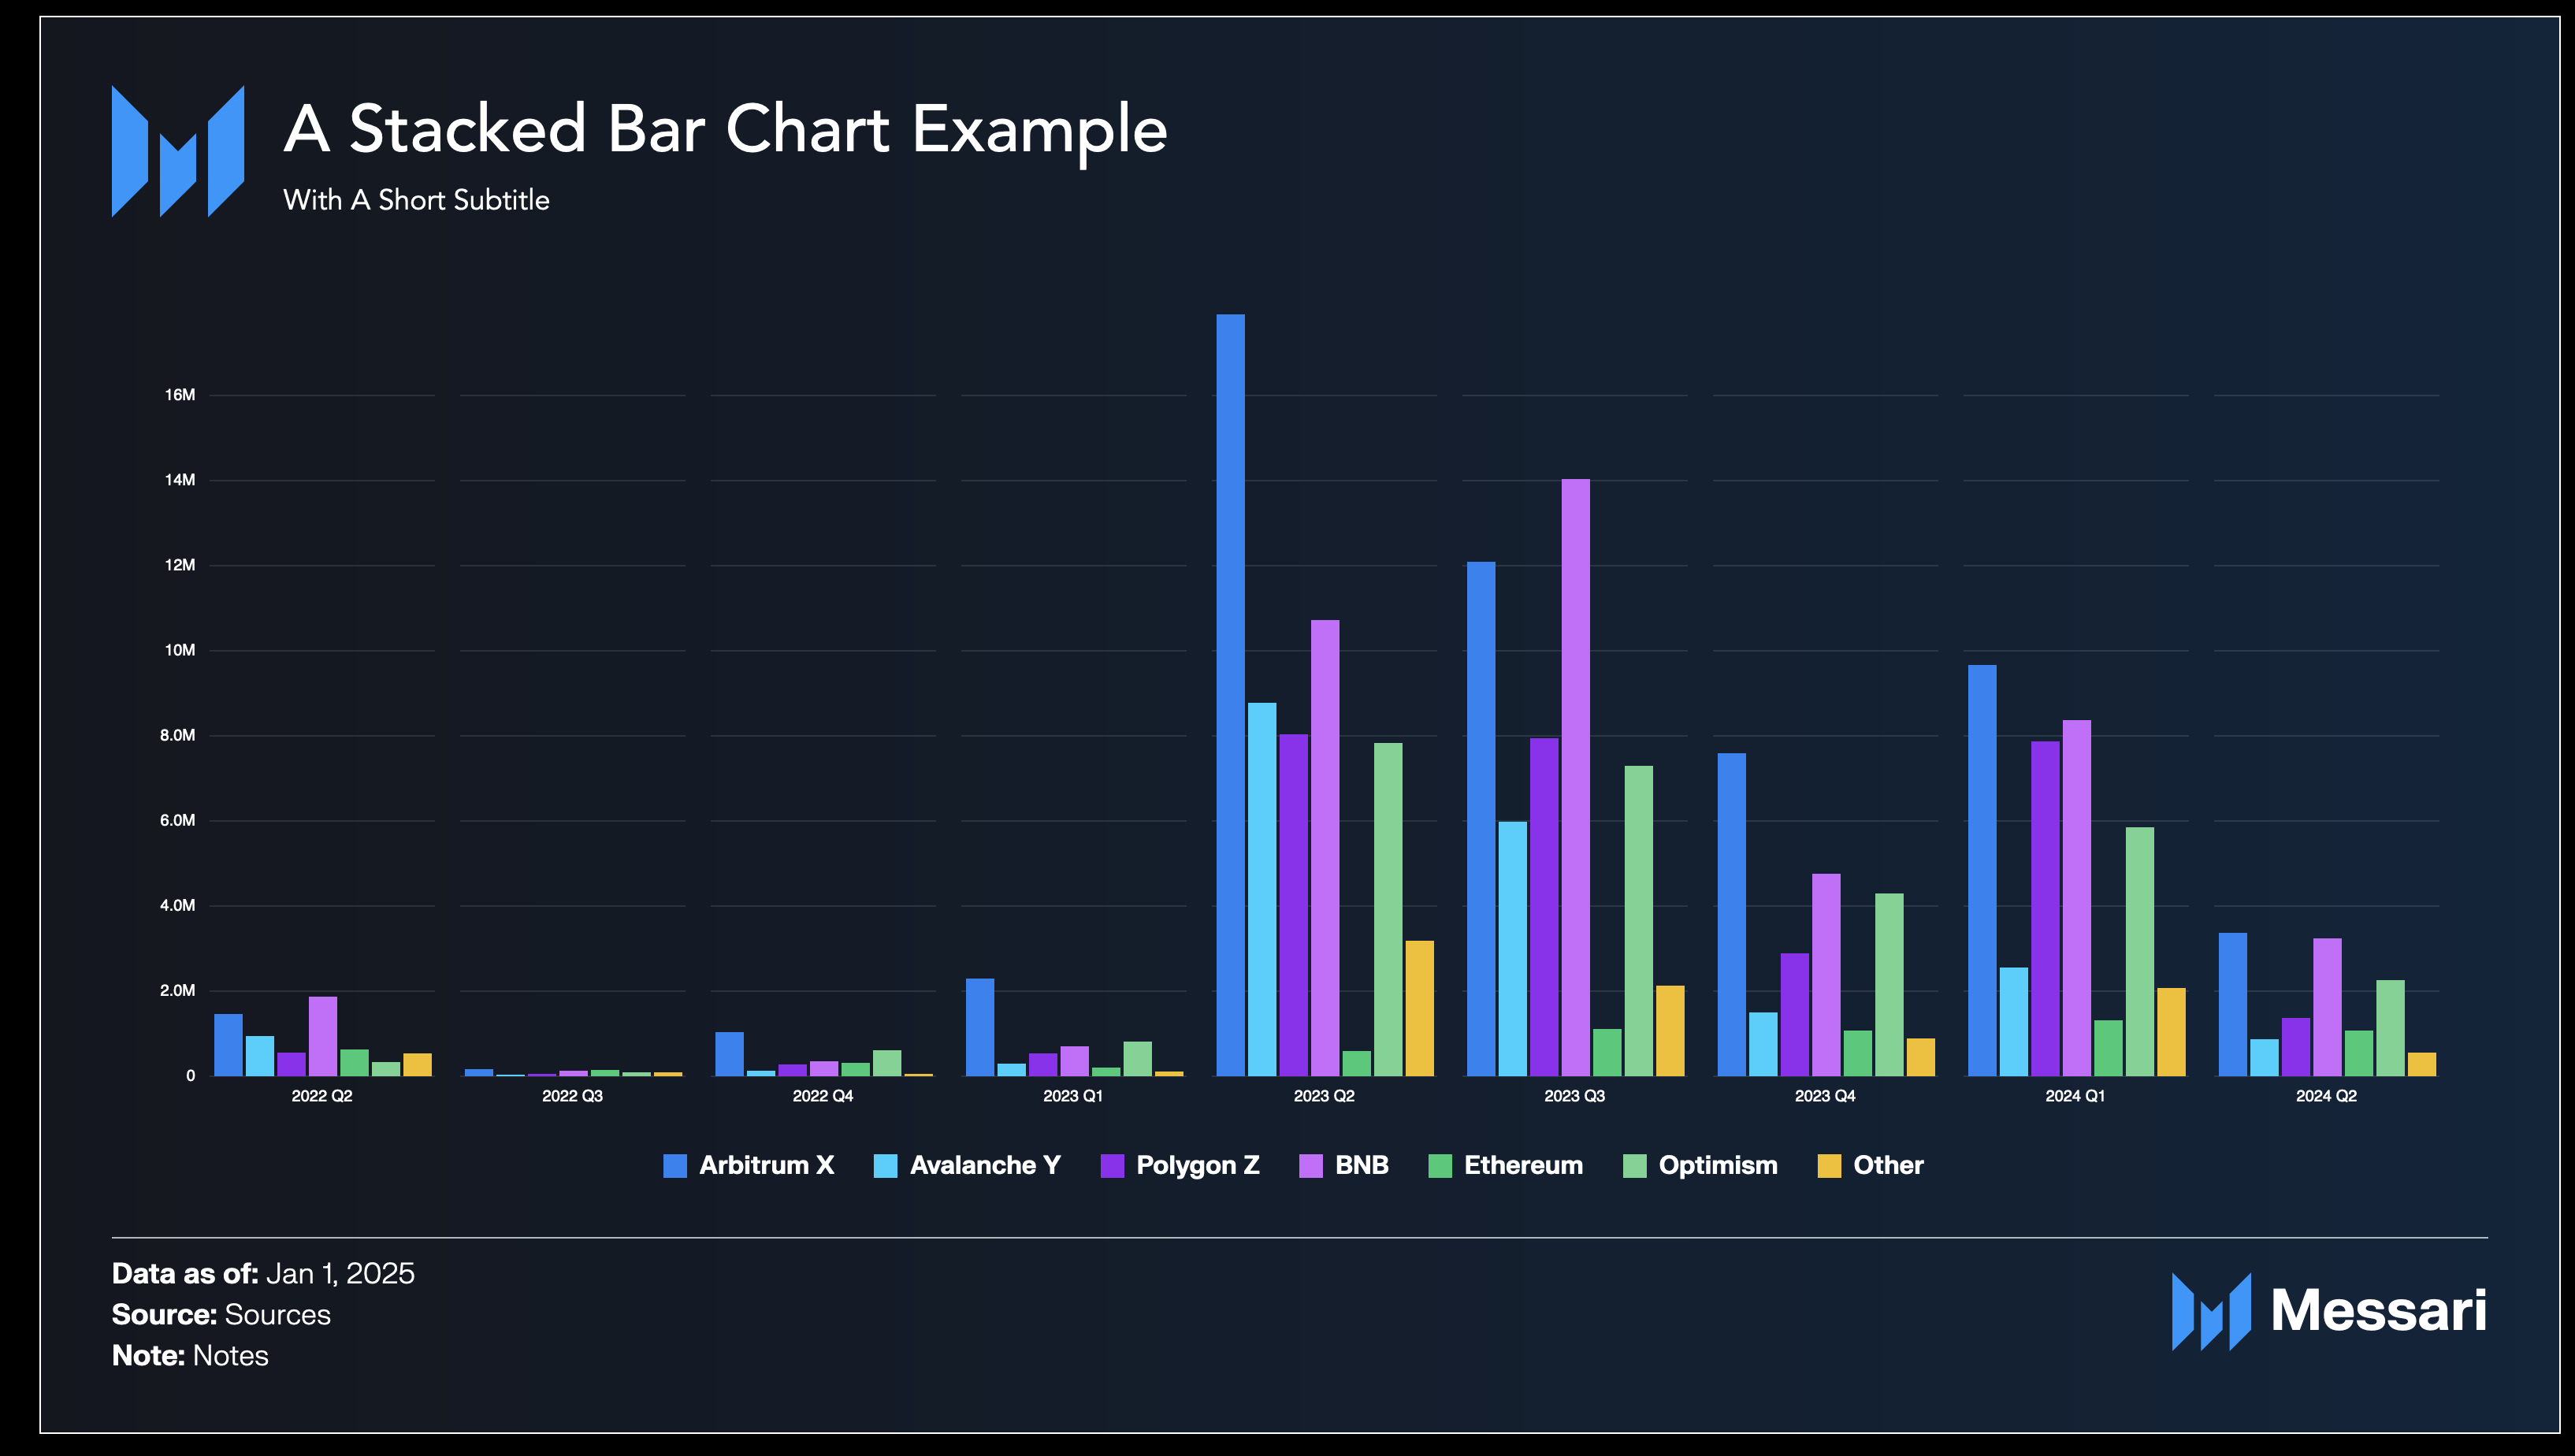 A Stacked Bar Chart Example
With A Short Subtitle
16M
14M
12M
10M
8.0M
6.0M
4.0M
2.0M
0
2022 Q2 2022 Q3 2022 Q4 2023 Q1 2023 Q2 2023 Q3 2023 Q4 2024 Q1 2024 Q2
Arbitrum X Avalanche Y Polygon Z BNB Ethereum Optimism Other
Data as of: Jan 1, 2025
Source: Sources
Note: Notes
Messari